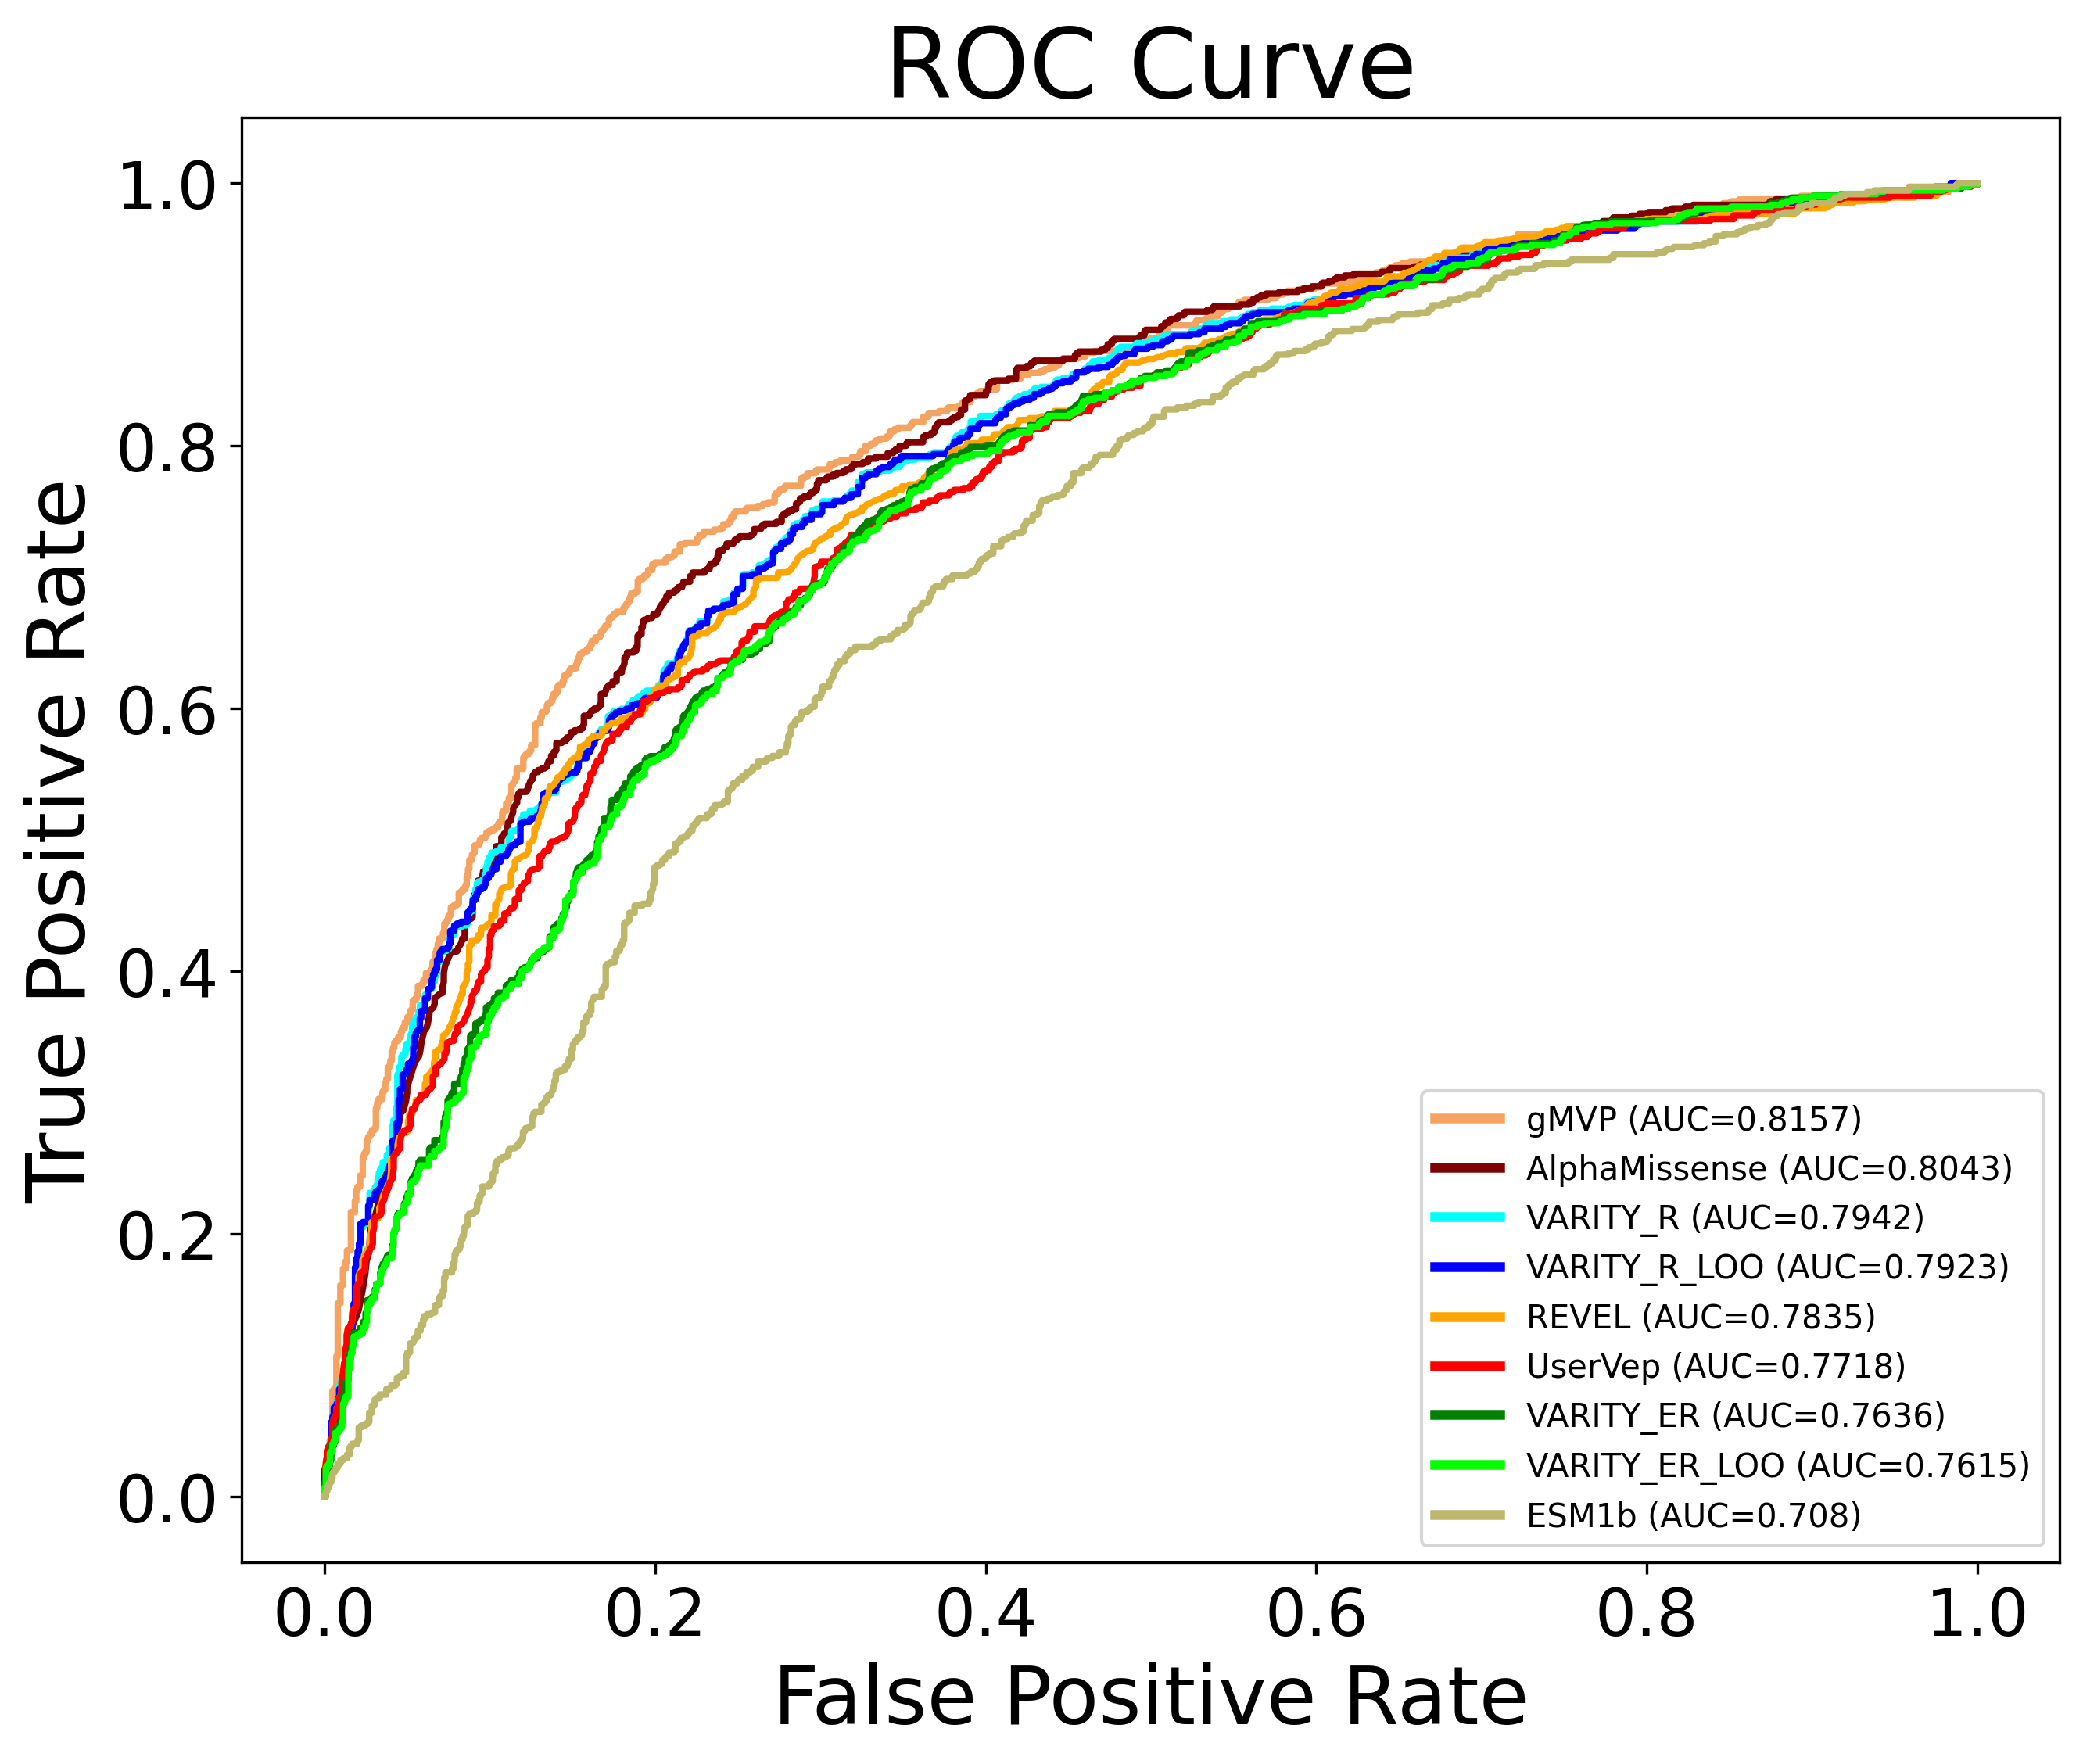 ROC Curve
True Positive Rate
1.0
0.8
0.6
0.4
0.2
0.0
gMVP (AUC=0.8157)
AlphaMissense (AUC=0.8043)
VARITY_R (AUC=0.7942)
VARITY_R_LOO (AUC=0.7923)
REVEL (AUC=0.7835)
UserVep (AUC=0.7718)
VARITY_ER (AUC=0.7636)
VARITY_ER_LOO (AUC=0.7615)
ESM1b (AUC=0.708)
0.0 0.2 0.4 0.6 0.8 1.0
False Positive Rate